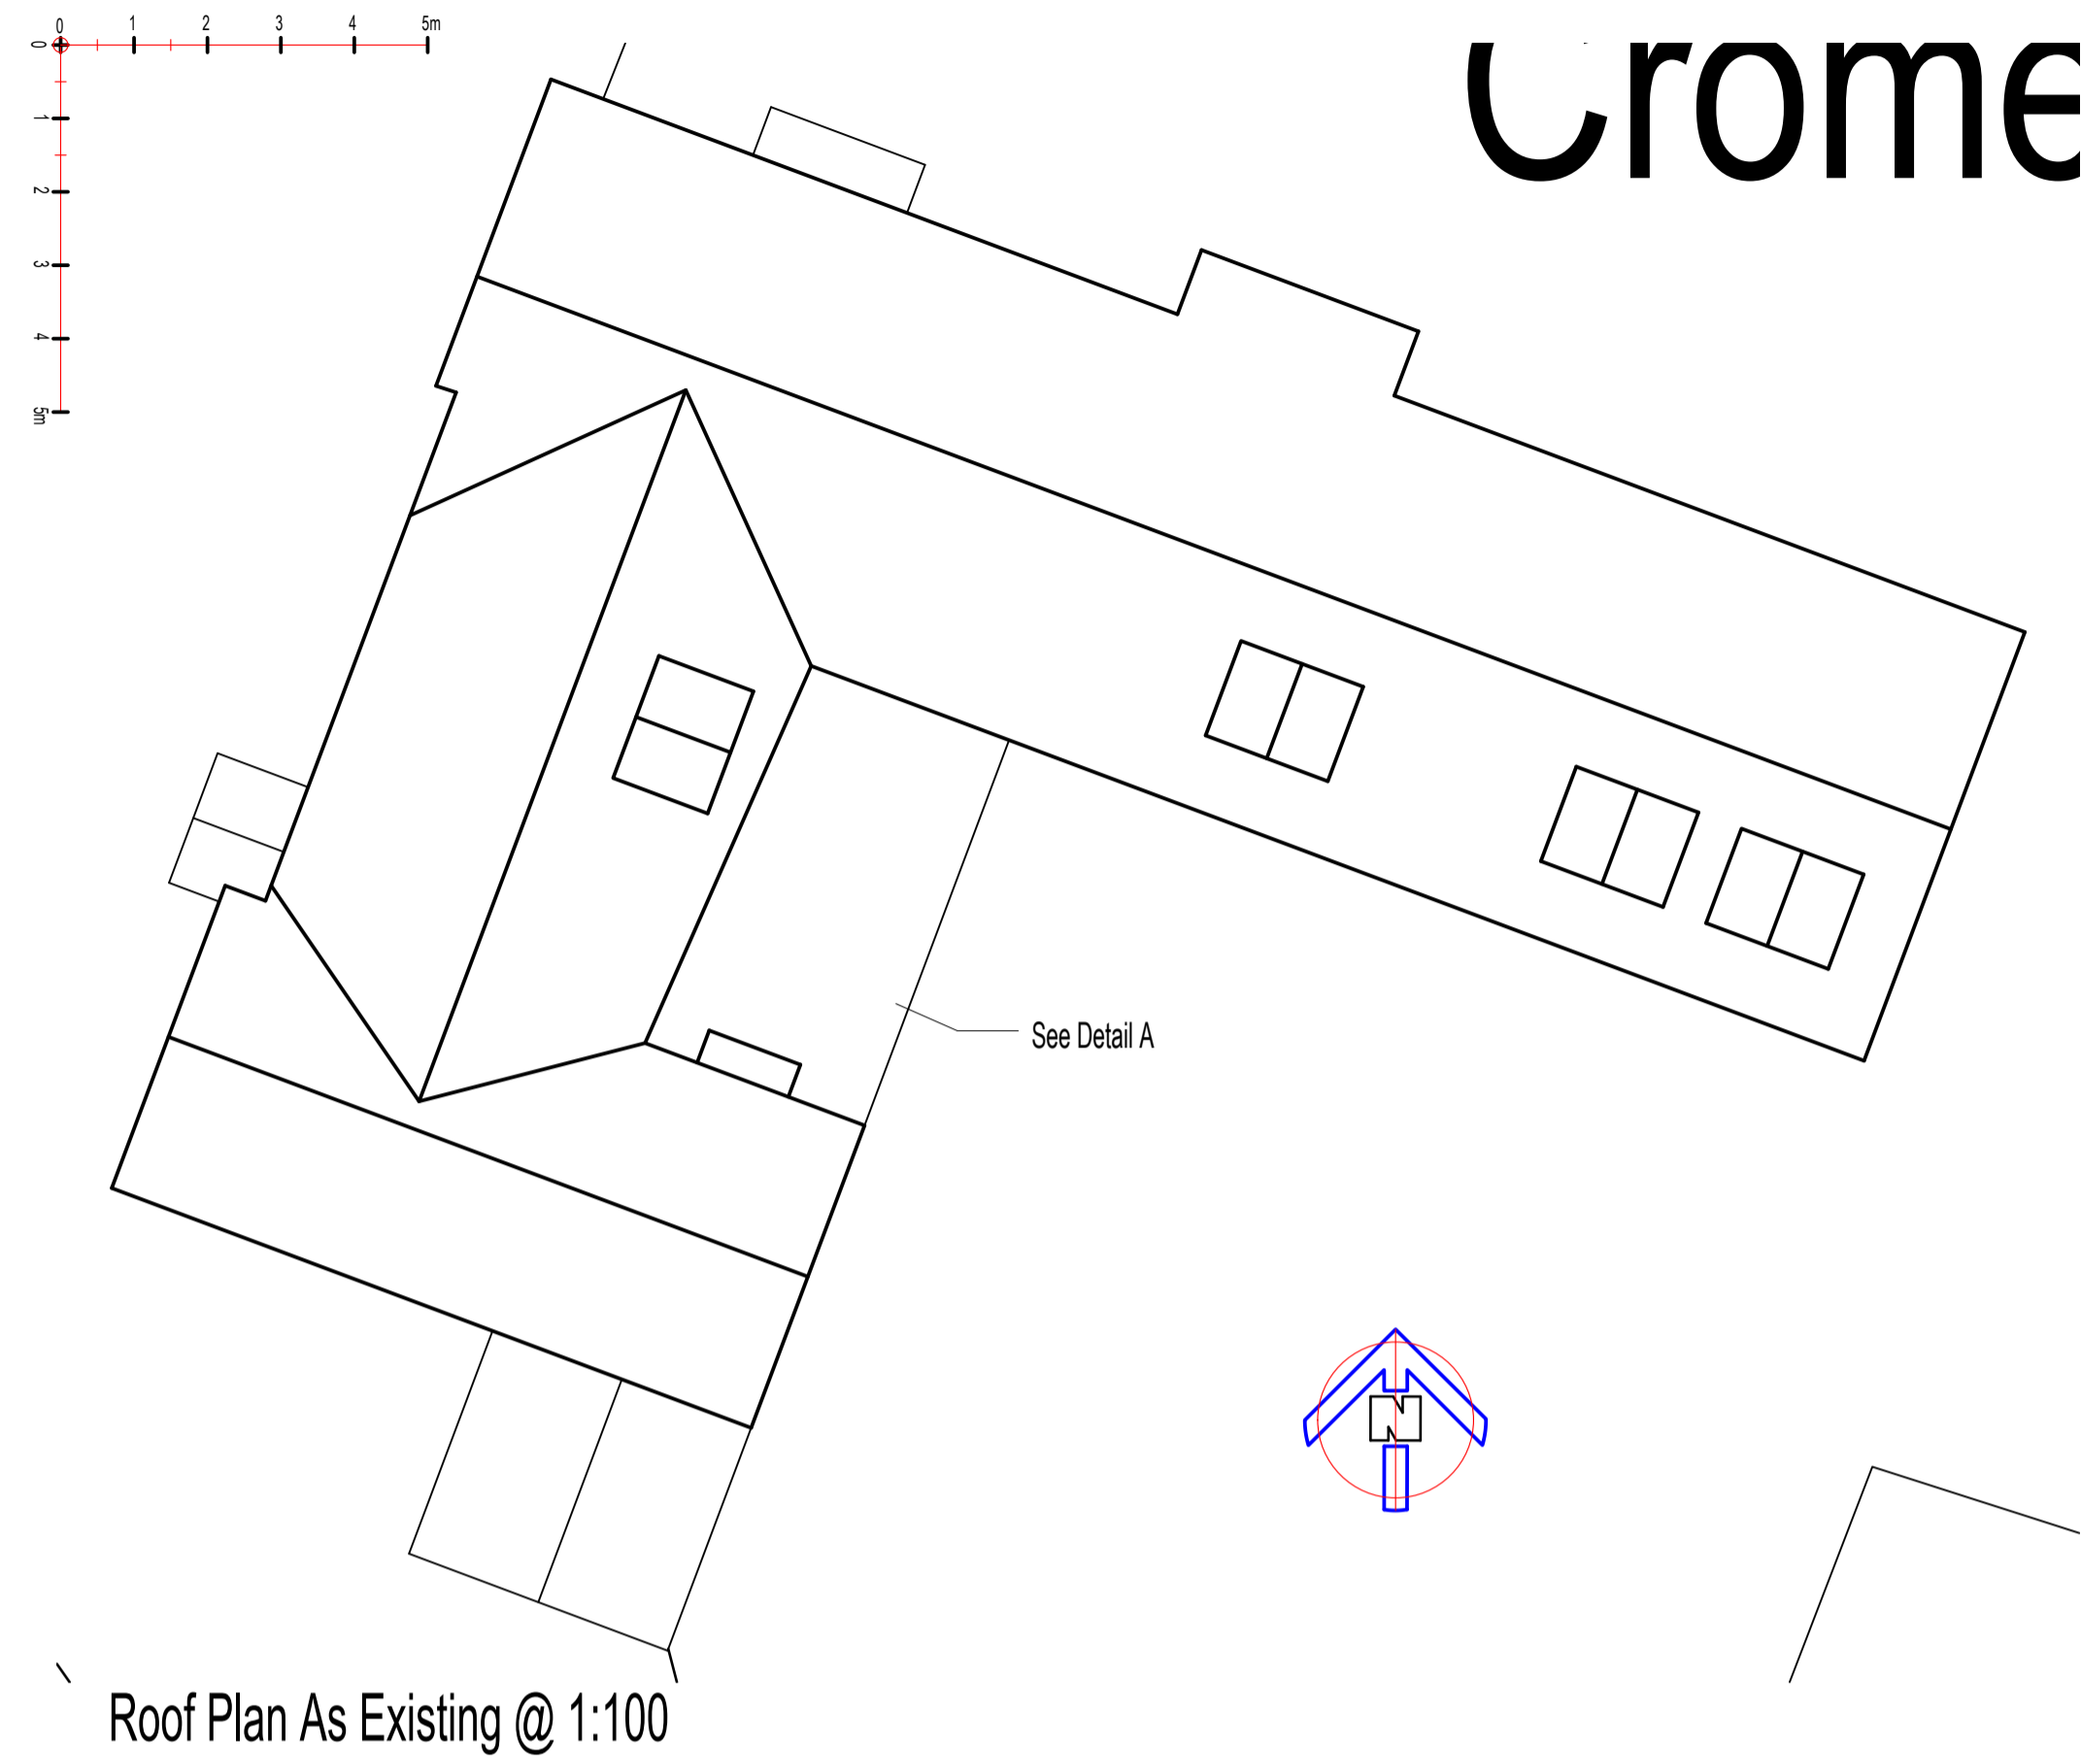 0 1 2 3 4 5m
Crome
0
1
2
3
4
5m
See Detail A
N
Roof Plan As Existing @ 1:100